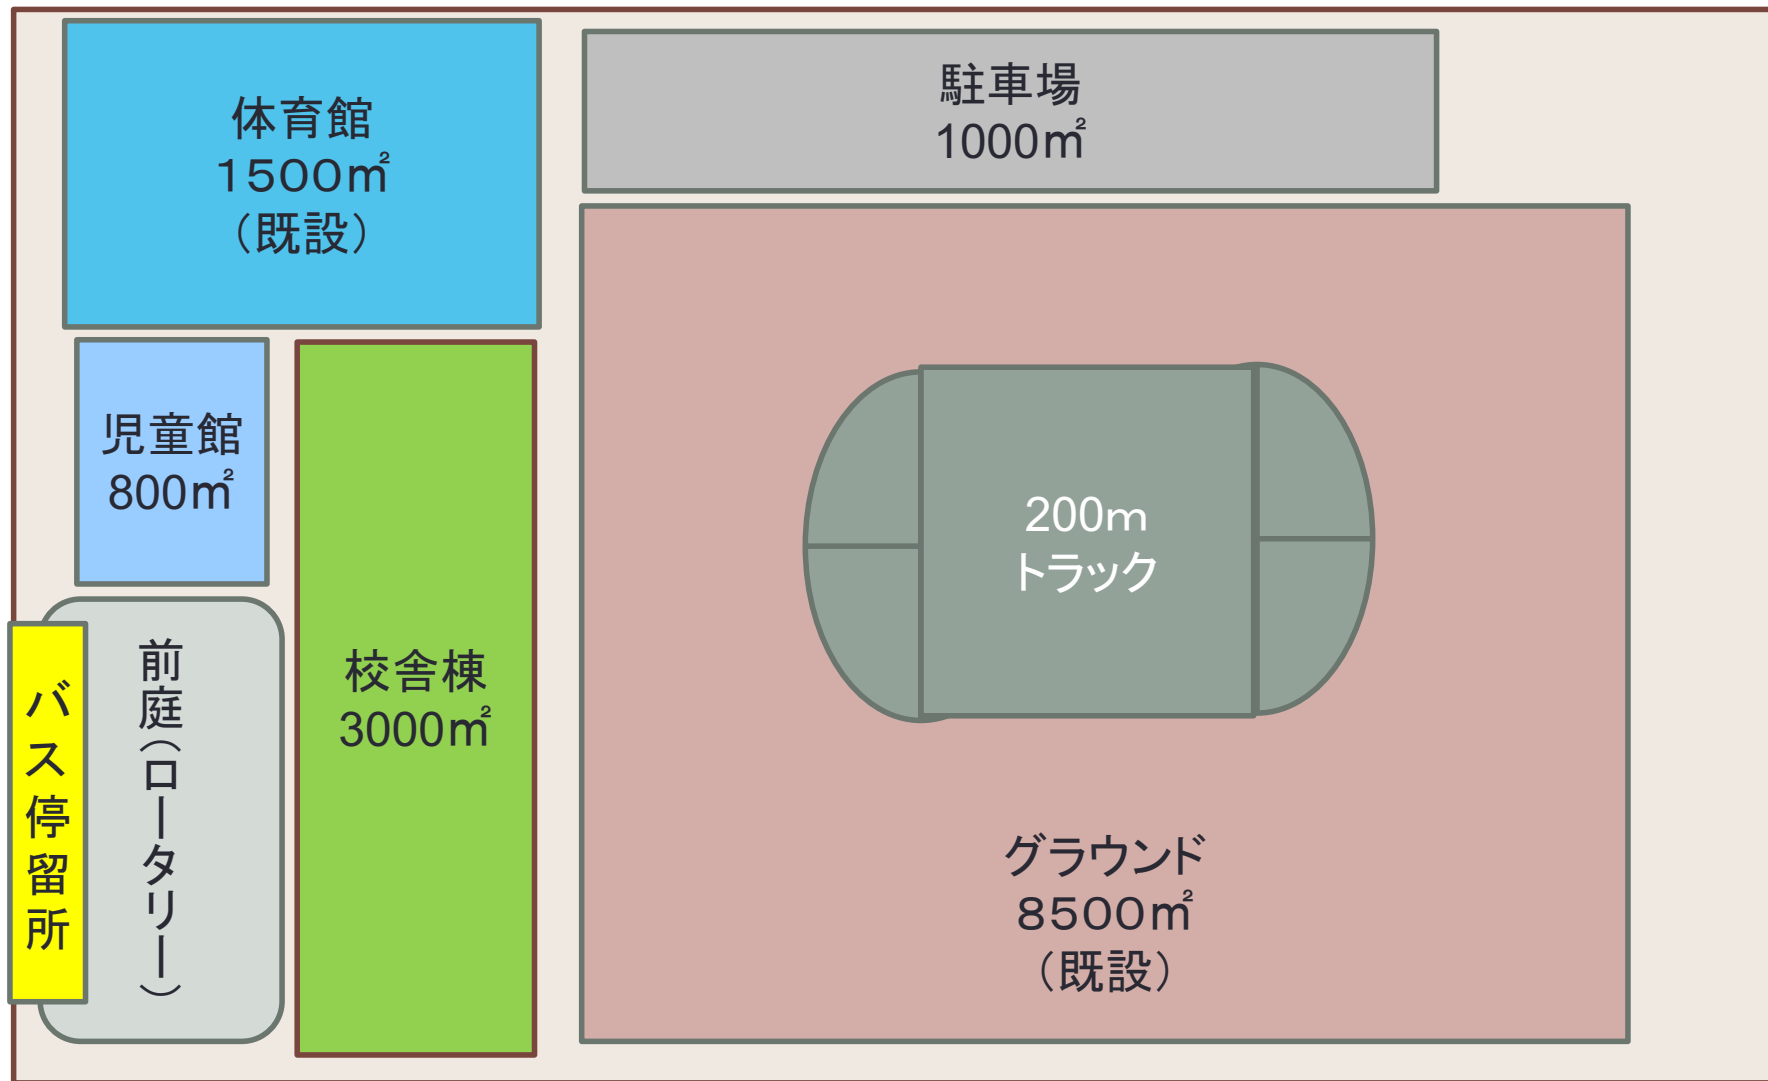 体育館
１５００㎡
（既設）
駐車場
1000㎡
児童館
800㎡
200m
トラック
前庭（ロータリー）
校舎棟
3000㎡
バス停留所
グラウンド
８５００㎡
（既設）